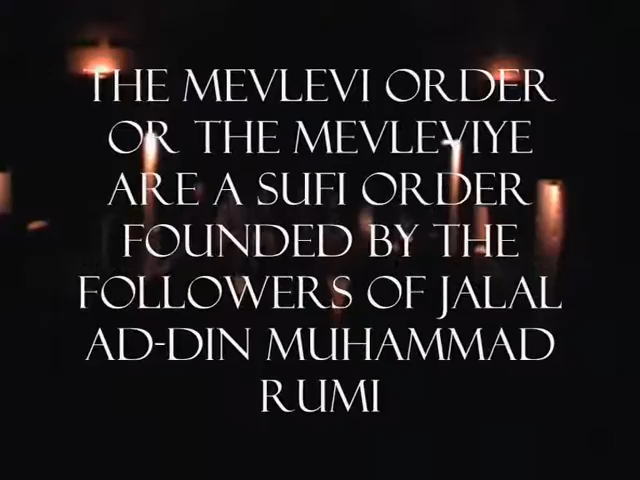 THE MEVLEVI ORDER
OR THE MEVLEVIYE
ARE A SUFI ORDER
FOUNDED BY THE
FOLLOWERS OF JALAL
AD-DIN MUHAMMAD
RUMI